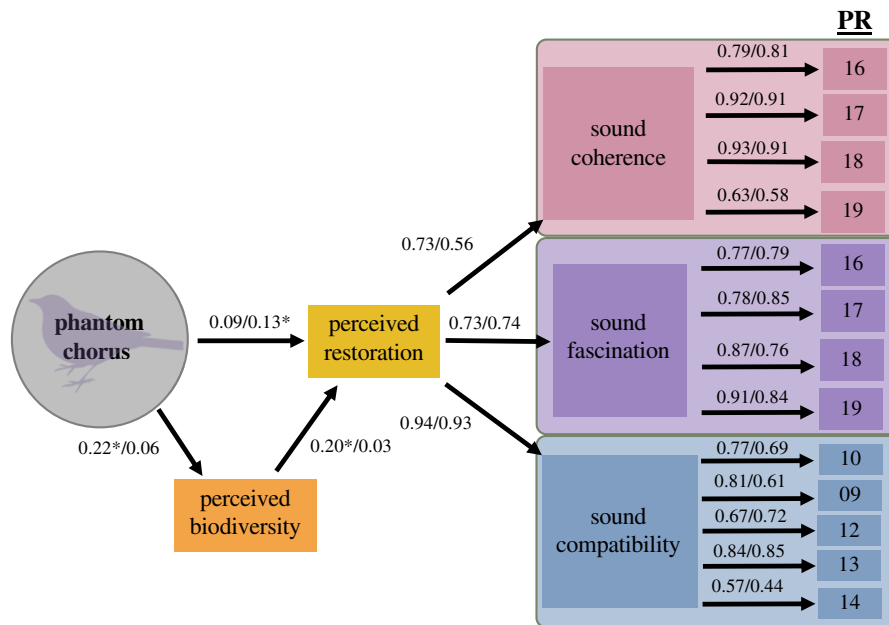 PR
0.79/0.81
16
0.92/0.91
17
sound
coherence
0.93/0.91
18
0.63/0.58
19
0.73/0.56
0.77/0.79
16
0.78/0.85
17
phantom
chorus
0.09/0.13*
perceived
restoration
0.73/0.74
sound
fascination
0.87/0.76
18
0.91/0.84
19
0.22*/0.06
0.20*/0.03
0.94/0.93
perceived
biodiversity
0.77/0.69
10
0.81/0.61
09
sound
compatibility
0.67/0.72
12
0.84/0.85
13
0.57/0.44
14